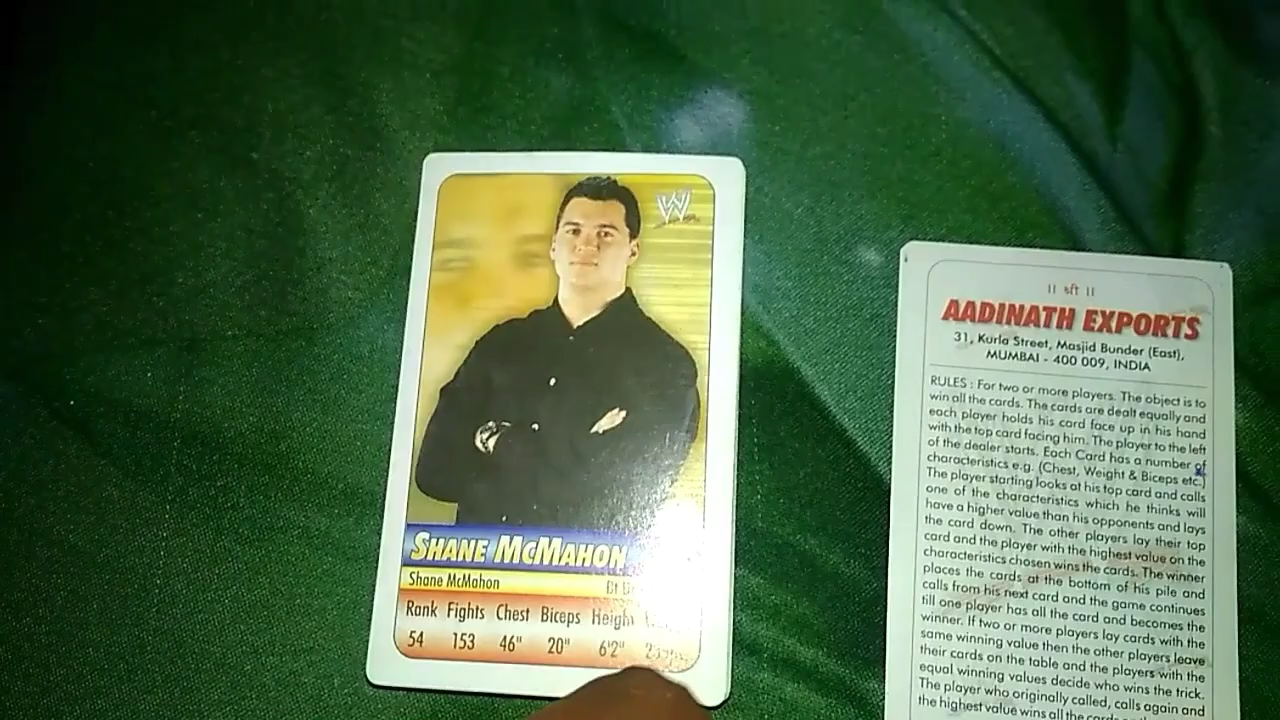 W
SHANE MCMAHON
Shane McMahon
Rank Fights Chest Biceps Height
54 153 46" 20" 6'2"
॥ श्री ॥
AADINATH EXPORTS
31, Kurla Street, Masjid Bunder (East),
MUMBAI - 400 009, INDIA
RULES : For two or more players. The object is to
win all the cards. The cards are dealt equally and
each player holds his card face up in his hand
with the top card facing him. The player to the left
of the dealer starts. Each Card has a number of
characteristics e.g. (Chest, Weight & Biceps etc.)
The player starting looks at his top card and calls
one of the characteristics which he thinks will
have a higher value than his opponents and lays
the card down. The other players lay their top
card and the player with the highest value on the
characteristics chosen wins the cards. The winner
places the cards at the bottom of his pile and
calls from his next card and the game continues
till one player has all the card and becomes the
winner. If two or more players lay cards with the
same winning value then the other players leave
their cards on the table and the players with the
equal winning values decide who wins the trick.
The player who originally called, calls again and
the highest value wins all the cards